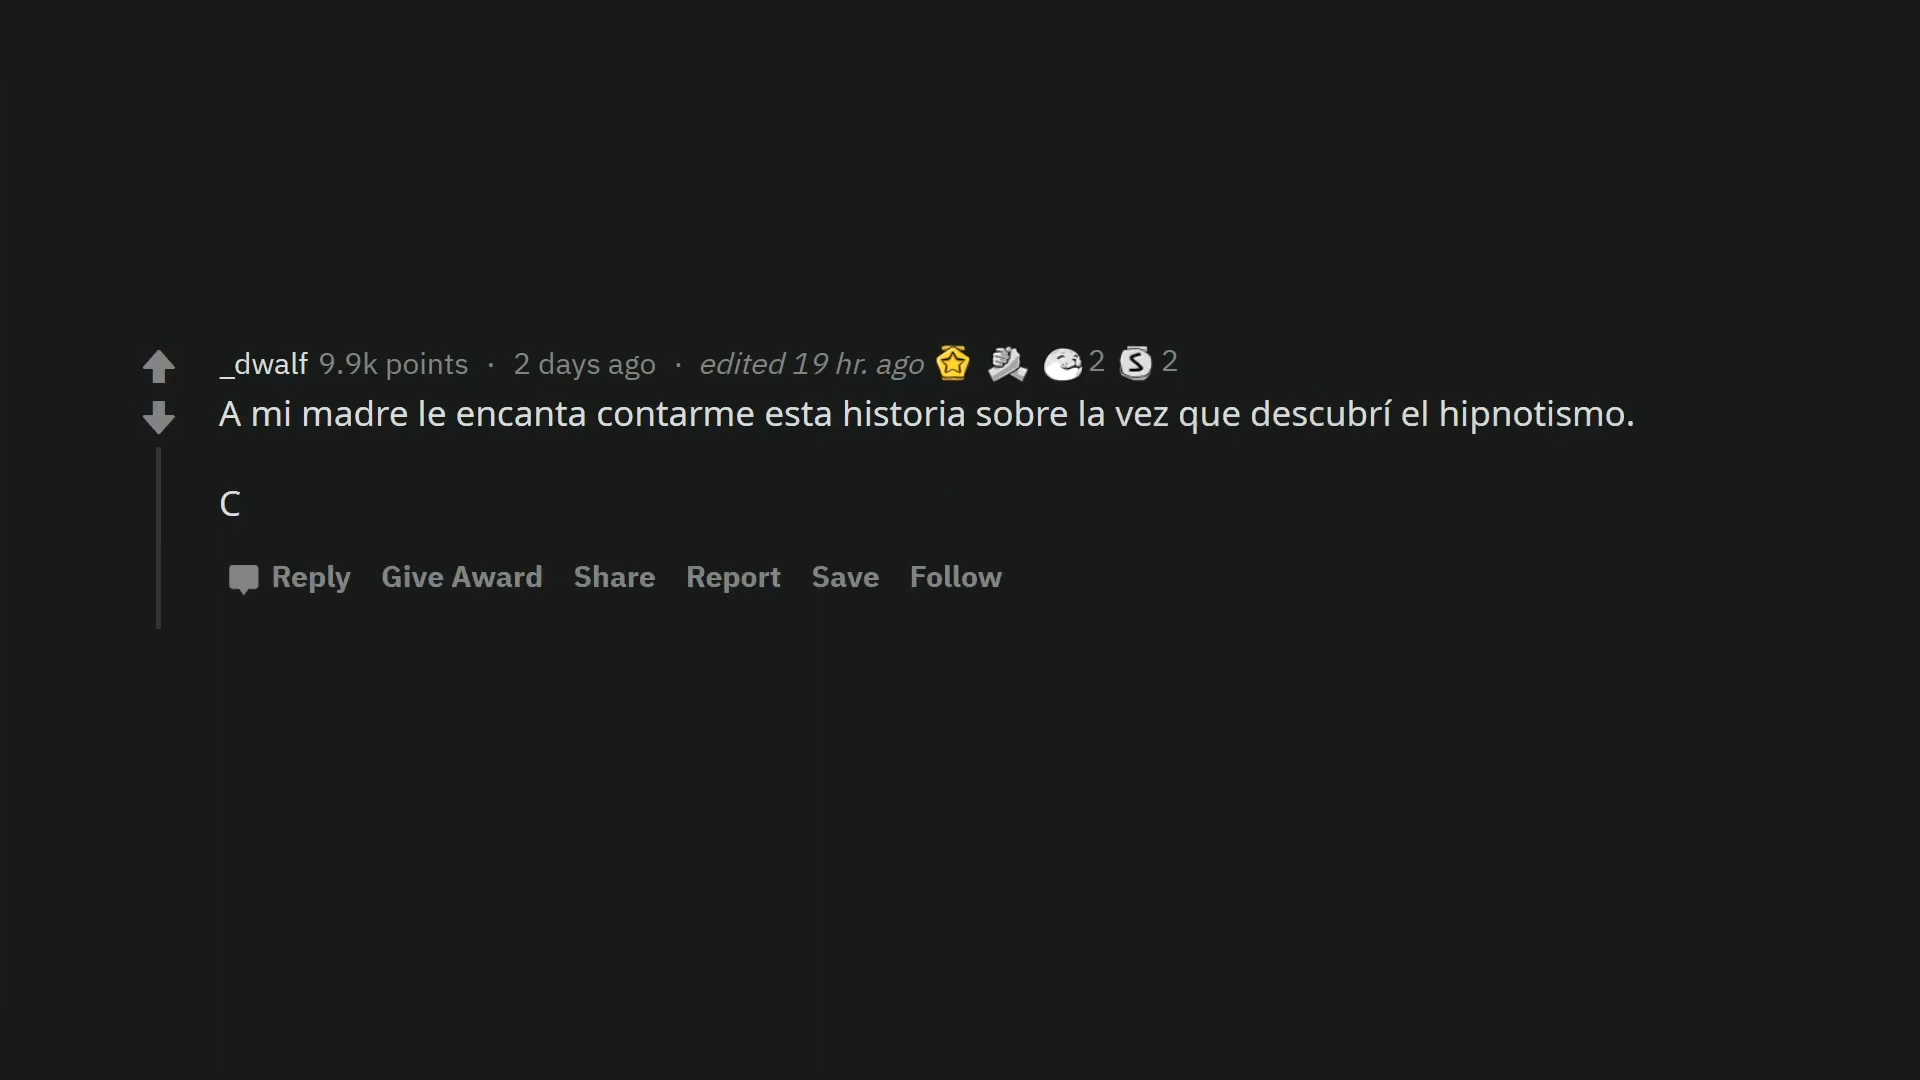 _dwalf 9.9k points · 2 days ago · edited 19 hr. ago 2 S 2
A mi madre le encanta contarme esta historia sobre la vez que descubrí el hipnotismo.
C
Reply Give Award Share Report Save Follow